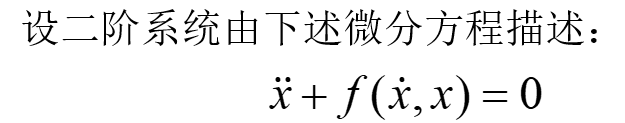 设二阶系统由下述微分方程描述：
ẍ + f(ẋ, x) = 0